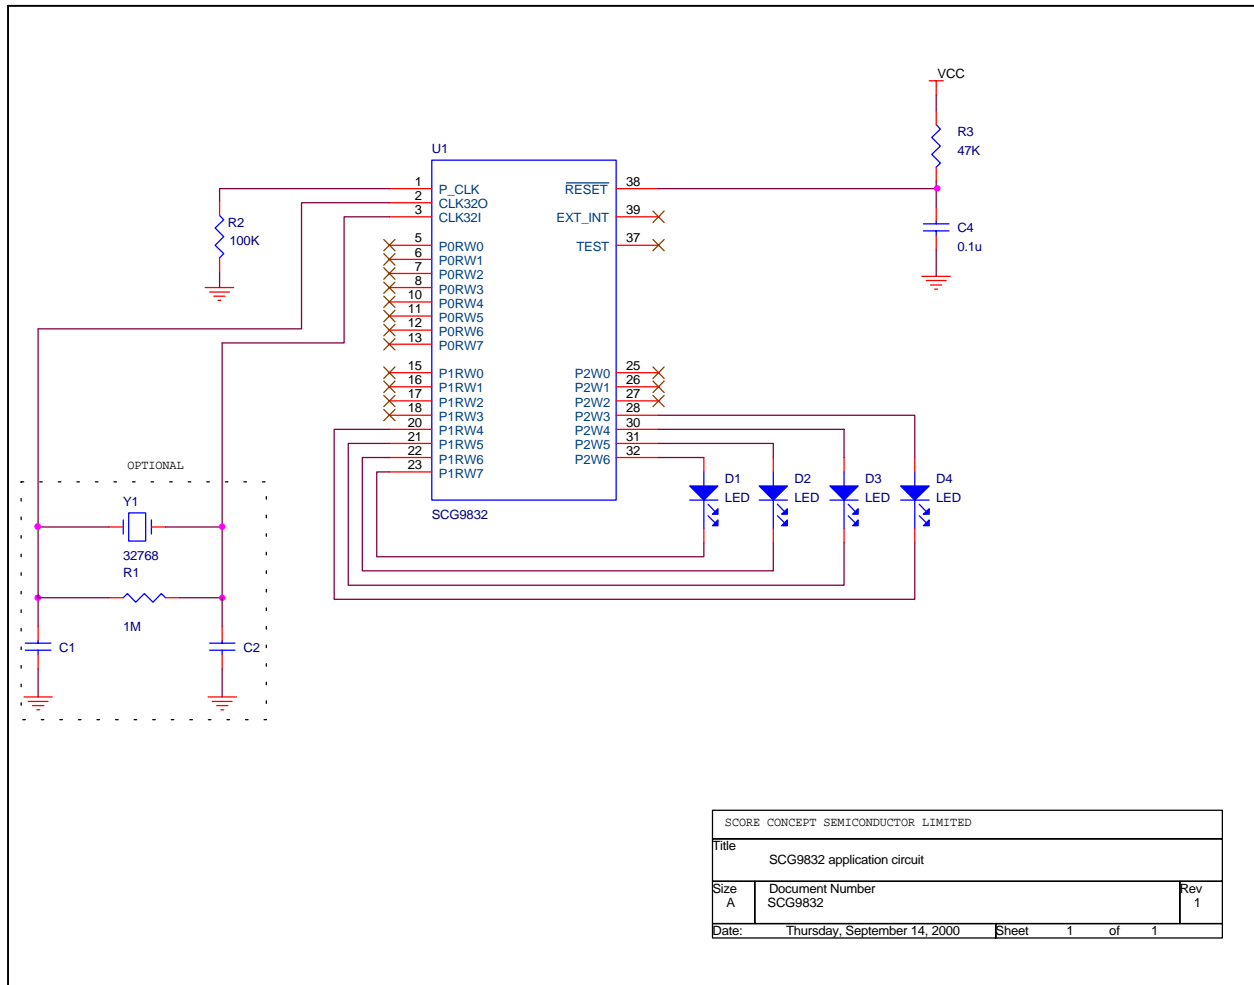 VCC
R3
47K
C4
0.1u
U1
1 P_CLK
2 CLK32O
3 CLK32I
5 P0RW0
6 P0RW1
7 P0RW2
8 P0RW3
10 P0RW4
11 P0RW5
12 P0RW6
13 P0RW7
15 P1RW0
16 P1RW1
17 P1RW2
18 P1RW3
20 P1RW4
21 P1RW5
22 P1RW6
23 P1RW7
RESET 38
EXT_INT 39
TEST 37
P2W0 25
P2W1 26
P2W2 27
P2W3 28
P2W4 30
P2W5 31
P2W6 32
SCG9832
R2
100K
D1
LED
D2
LED
D3
LED
D4
LED
OPTIONAL
Y1
32768
R1
1M
C1
C2
SCORE CONCEPT SEMICONDUCTOR LIMITED
Title
SCG9832 application circuit
Size
A
Document Number
SCG9832
Rev
1
Date: Thursday, September 14, 2000 Sheet 1 of 1